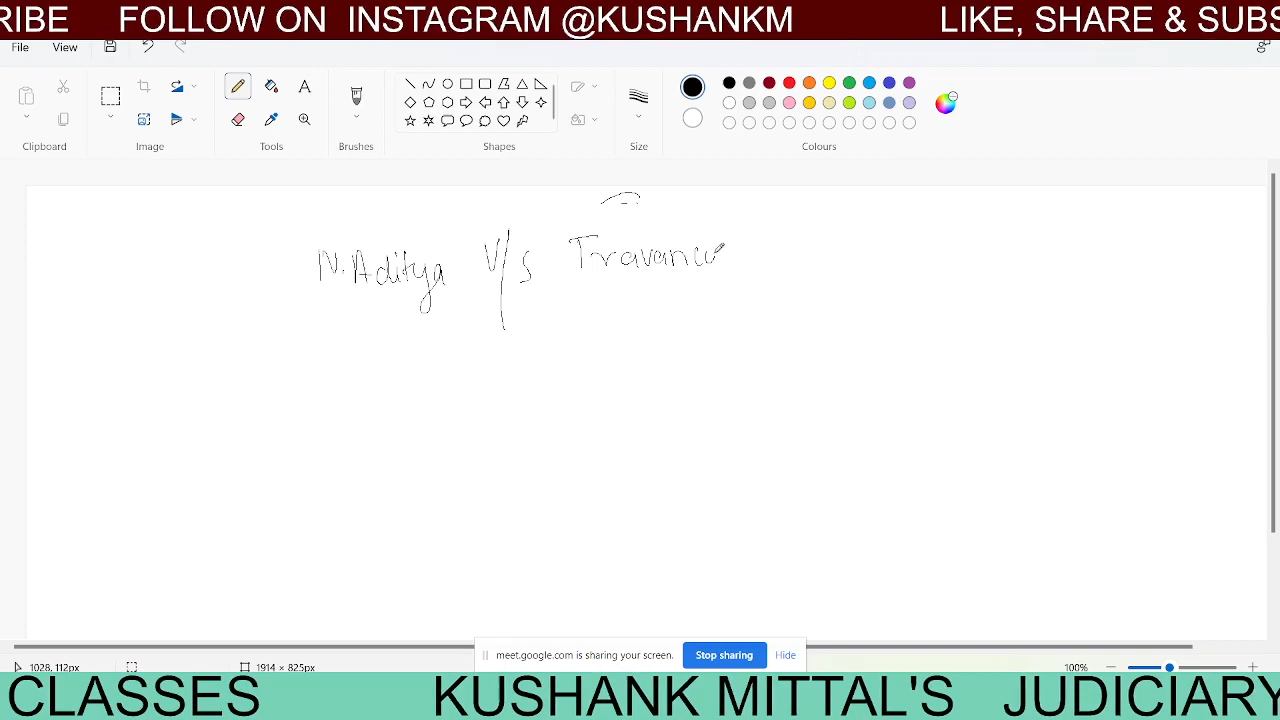 RIBE FOLLOW ON INSTAGRAM @KUSHANKM LIKE, SHARE & SUBS
File View
Clipboard Image Tools Brushes Shapes Size Colours
N. Aditya V/s Travanco
meet.google.com is sharing your screen. Stop sharing Hide
1028, 112px 1914 × 825px 100%
CLASSES KUSHANK MITTAL'S JUDICIARY